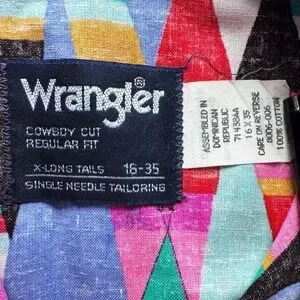 Wrangler®
COWBOY CUT
REGULAR FIT
X-LONG TAILS 16-35
SINGLE NEEDLE TAILORING
ASSEMBLED IN
DOMINICAN
REPUBLIC
16 X 35
CARE ON REVERSE
100% COTTON